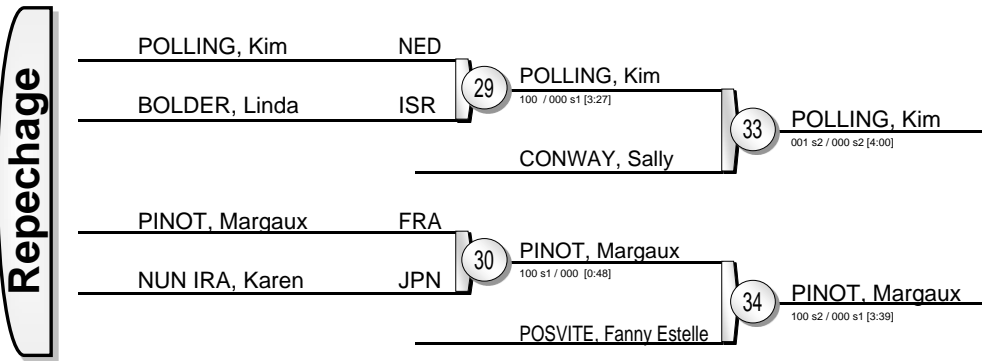 Repechage
POLLING, Kim NED
BOLDER, Linda ISR
29
POLLING, Kim
100 / 000 s1 [3:27]
CONWAY, Sally
33
POLLING, Kim
001 s2 / 000 s2 [4:00]
PINOT, Margaux FRA
NUN IRA, Karen JPN
30
PINOT, Margaux
100 s1 / 000 [0:48]
POSVITE, Fanny Estelle
34
PINOT, Margaux
100 s2 / 000 s1 [3:39]